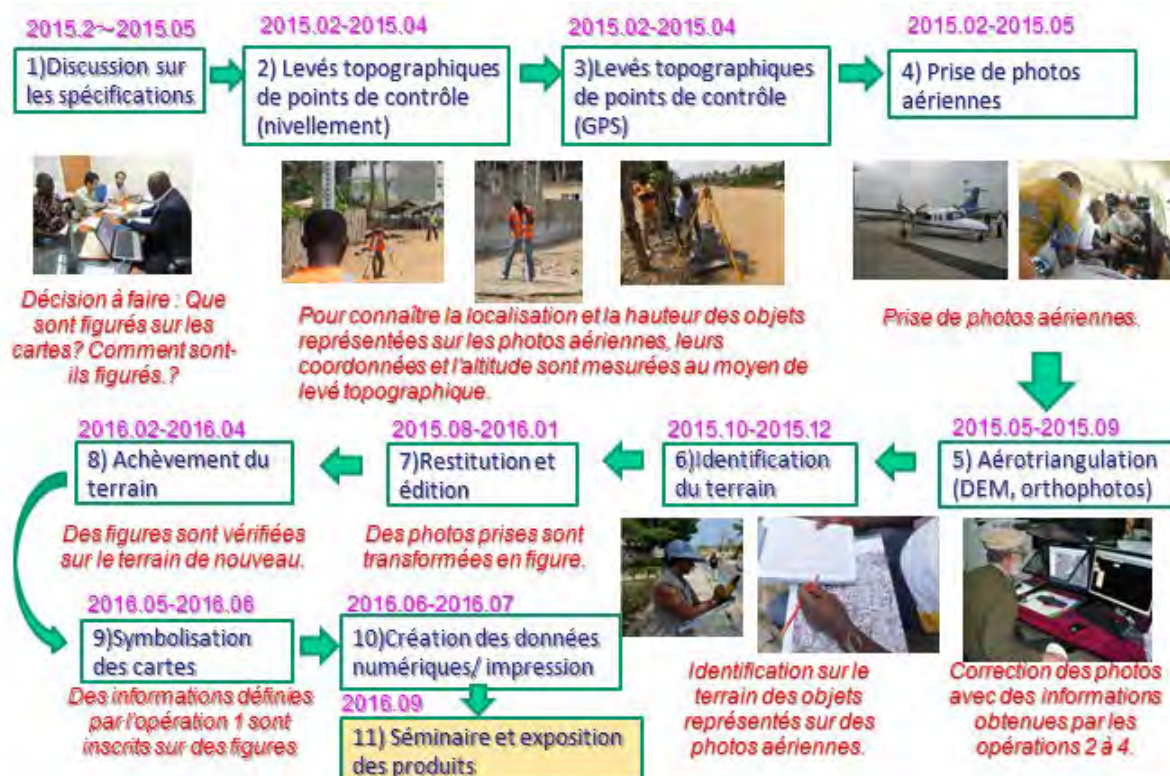 2015.2～2015.05
1)Discussion sur
les spécifications
2015.02-2015.04
2) Levés topographiques
de points de contrôle
(nivellement)
2015.02-2015.04
3)Levés topographiques
de points de contrôle
(GPS)
2015.02-2015.05
4) Prise de photos
aériennes
Décision à faire : Que
sont figurés sur les
cartes? Comment sont-
ils figurés.?
Pour connaître la localisation et la hauteur des objets
représentées sur les photos aériennes, leurs
coordonnées et l'altitude sont mesurées au moyen de
levé topographique.
Prise de photos aériennes.
2015.05-2015.09
5) Aérotriangulation
(DEM, orthophotos)
2015.10-2015.12
6)Identification
du terrain
2015.08-2016.01
7)Restitution et
édition
2016.02-2016.04
8) Achèvement du
terrain
Des figures sont vérifiées
sur le terrain de nouveau.
Des photos prises sont
transformées en figure.
Identification sur le
terrain des objets
représentés sur des
photos aériennes.
Correction des photos
avec des informations
obtenues par les
opérations 2 à 4.
2016.05-2016.06
9)Symbolisation
des cartes
Des informations définies
par l'opération 1 sont
inscrits sur des figures
2016.06-2016.07
10)Création des données
numériques/ impression
2016.09
11) Séminaire et exposition
des produits